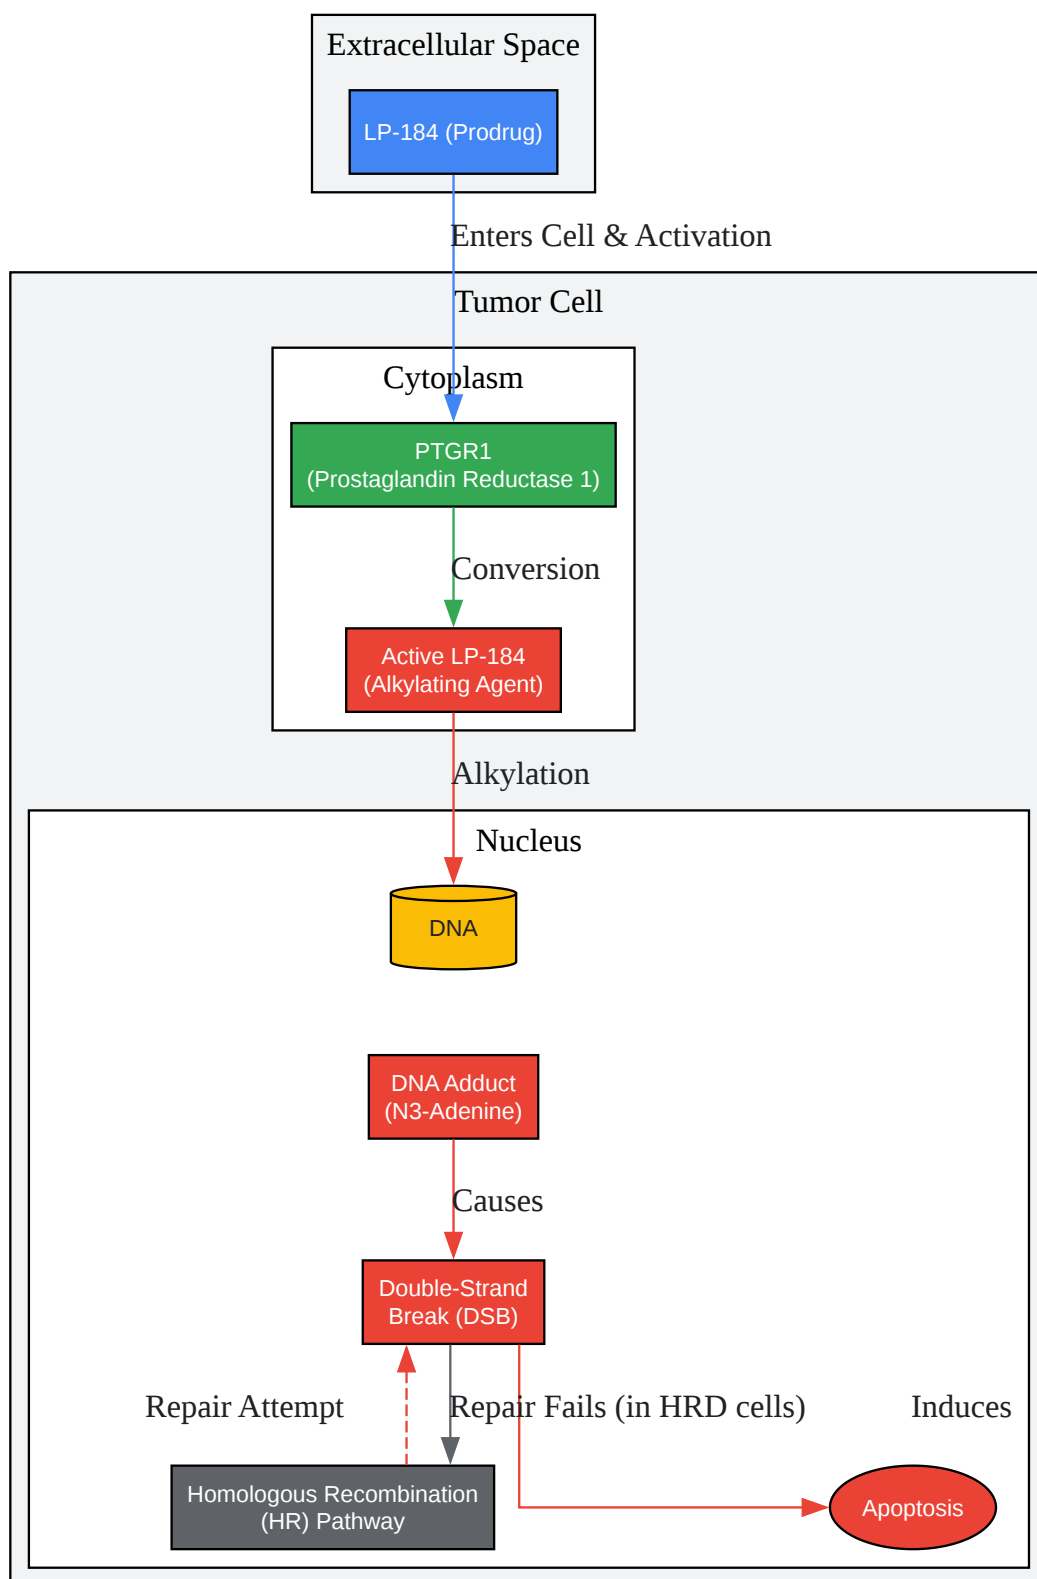 Extracellular Space
LP-184 (Prodrug)
Enters Cell & Activation
Tumor Cell
Cytoplasm
PTGR1
(Prostaglandin Reductase 1)
Conversion
Active LP-184
(Alkylating Agent)
Alkylation
Nucleus
DNA
DNA Adduct
(N3-Adenine)
Causes
Double-Strand
Break (DSB)
Repair Attempt
Repair Fails (in HRD cells)
Induces
Homologous Recombination
(HR) Pathway
Apoptosis